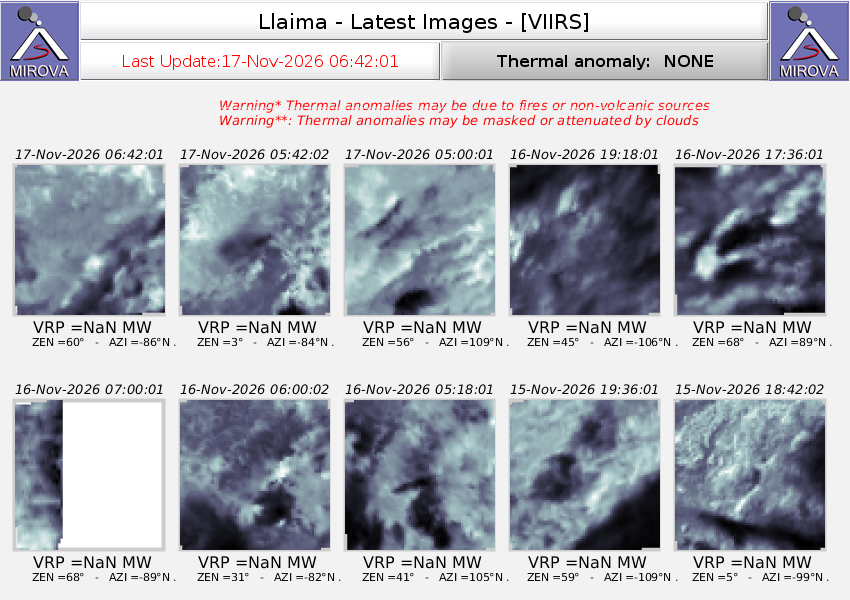 Llaima - Latest Images - [VIIRS]
MIROVA
Last Update:17-Nov-2026 06:42:01
Thermal anomaly: NONE
MIROVA
Warning* Thermal anomalies may be due to fires or non-volcanic sources
Warning**: Thermal anomalies may be masked or attenuated by clouds
17-Nov-2026 06:42:01 17-Nov-2026 05:42:02 17-Nov-2026 05:00:01 16-Nov-2026 19:18:01 16-Nov-2026 17:36:01
VRP =NaN MW VRP =NaN MW VRP =NaN MW VRP =NaN MW VRP =NaN MW
ZEN =60° - AZI =-86°N . ZEN =3° - AZI =-84°N . ZEN =56° - AZI =109°N . ZEN =45° - AZI =-106°N . ZEN =68° - AZI =89°N .
16-Nov-2026 07:00:01 16-Nov-2026 06:00:02 16-Nov-2026 05:18:01 15-Nov-2026 19:36:01 15-Nov-2026 18:42:02
VRP =NaN MW VRP =NaN MW VRP =NaN MW VRP =NaN MW VRP =NaN MW
ZEN =68° - AZI =-89°N . ZEN =31° - AZI =-82°N . ZEN =41° - AZI =105°N . ZEN =59° - AZI =-109°N . ZEN =5° - AZI =-99°N .